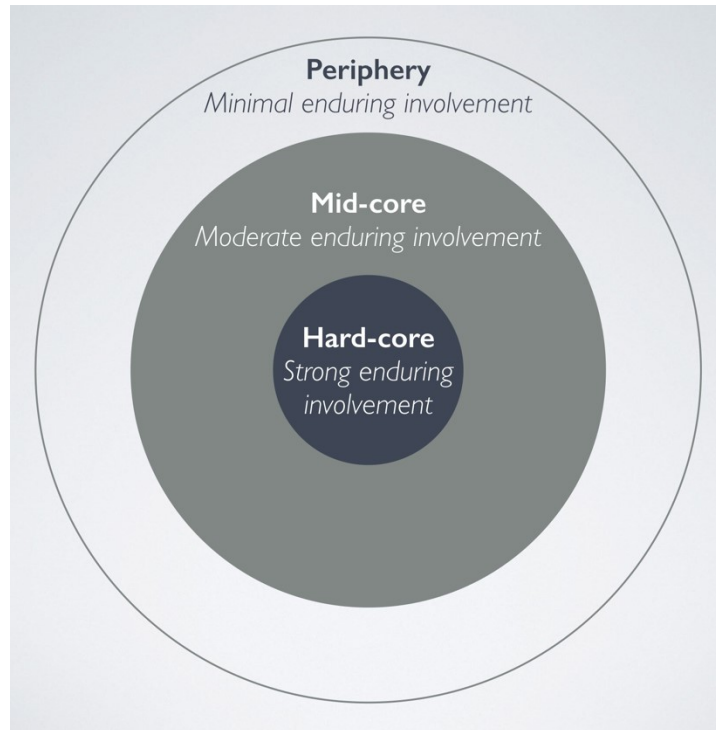 Periphery
Minimal enduring involvement
Mid-core
Moderate enduring involvement
Hard-core
Strong enduring
involvement